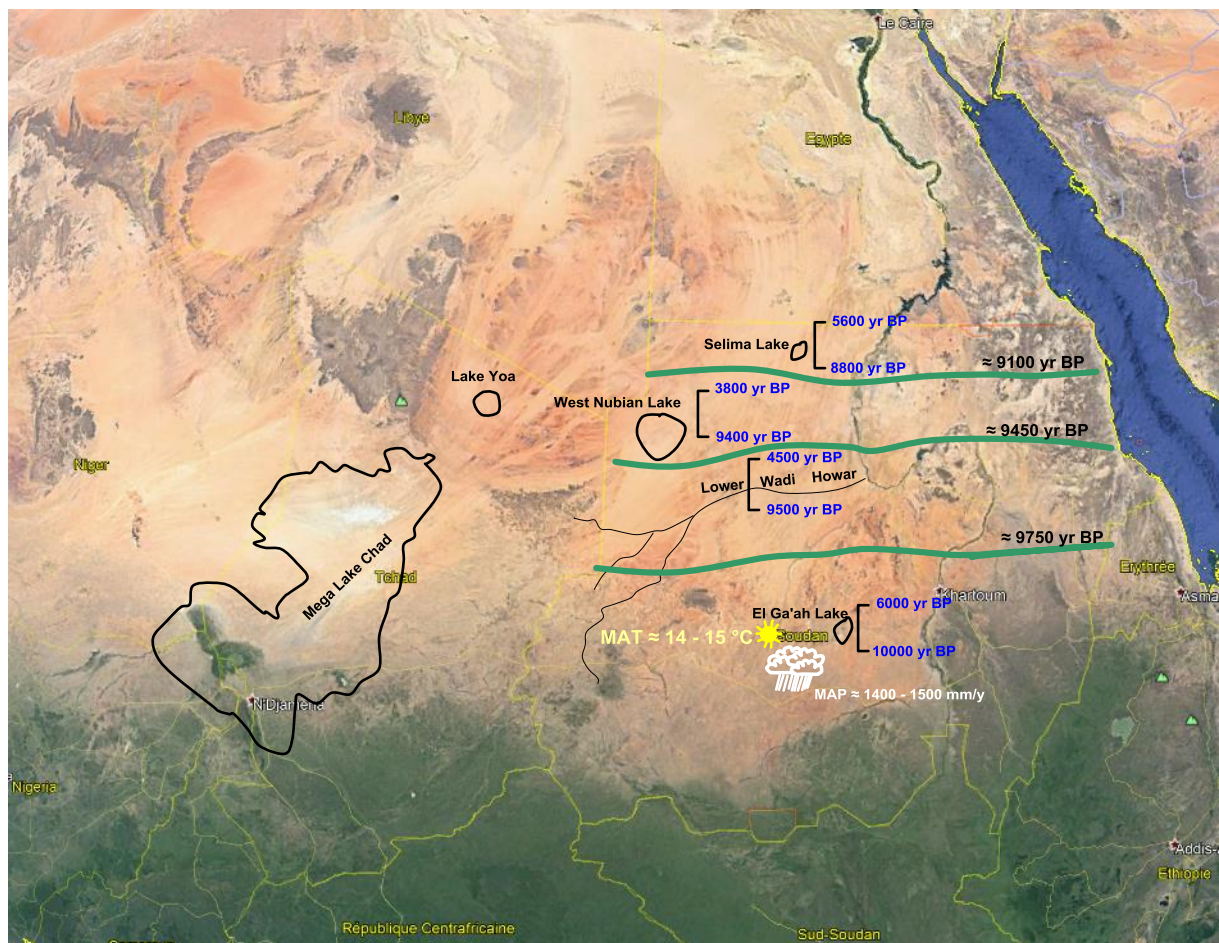 Le Caire
Libye
Egypte
5600 yr BP
Selima Lake
8800 yr BP
≈ 9100 yr BP
Lake Yoa
3800 yr BP
West Nubian Lake
9400 yr BP
≈ 9450 yr BP
4500 yr BP
Niger
Lower Wadi Howar
9500 yr BP
≈ 9750 yr BP
Mega Lake Chad
Tchad
Erythrée
Khartoum
Asma
6000 yr BP
El Ga'ah Lake
MAT ≈ 14 - 15 °C
Soudan
10000 yr BP
MAP ≈ 1400 - 1500 mm/y
N'Djamena
Nigeria
Addis-
Ethiopie
République Centrafricaine
Sud-Soudan